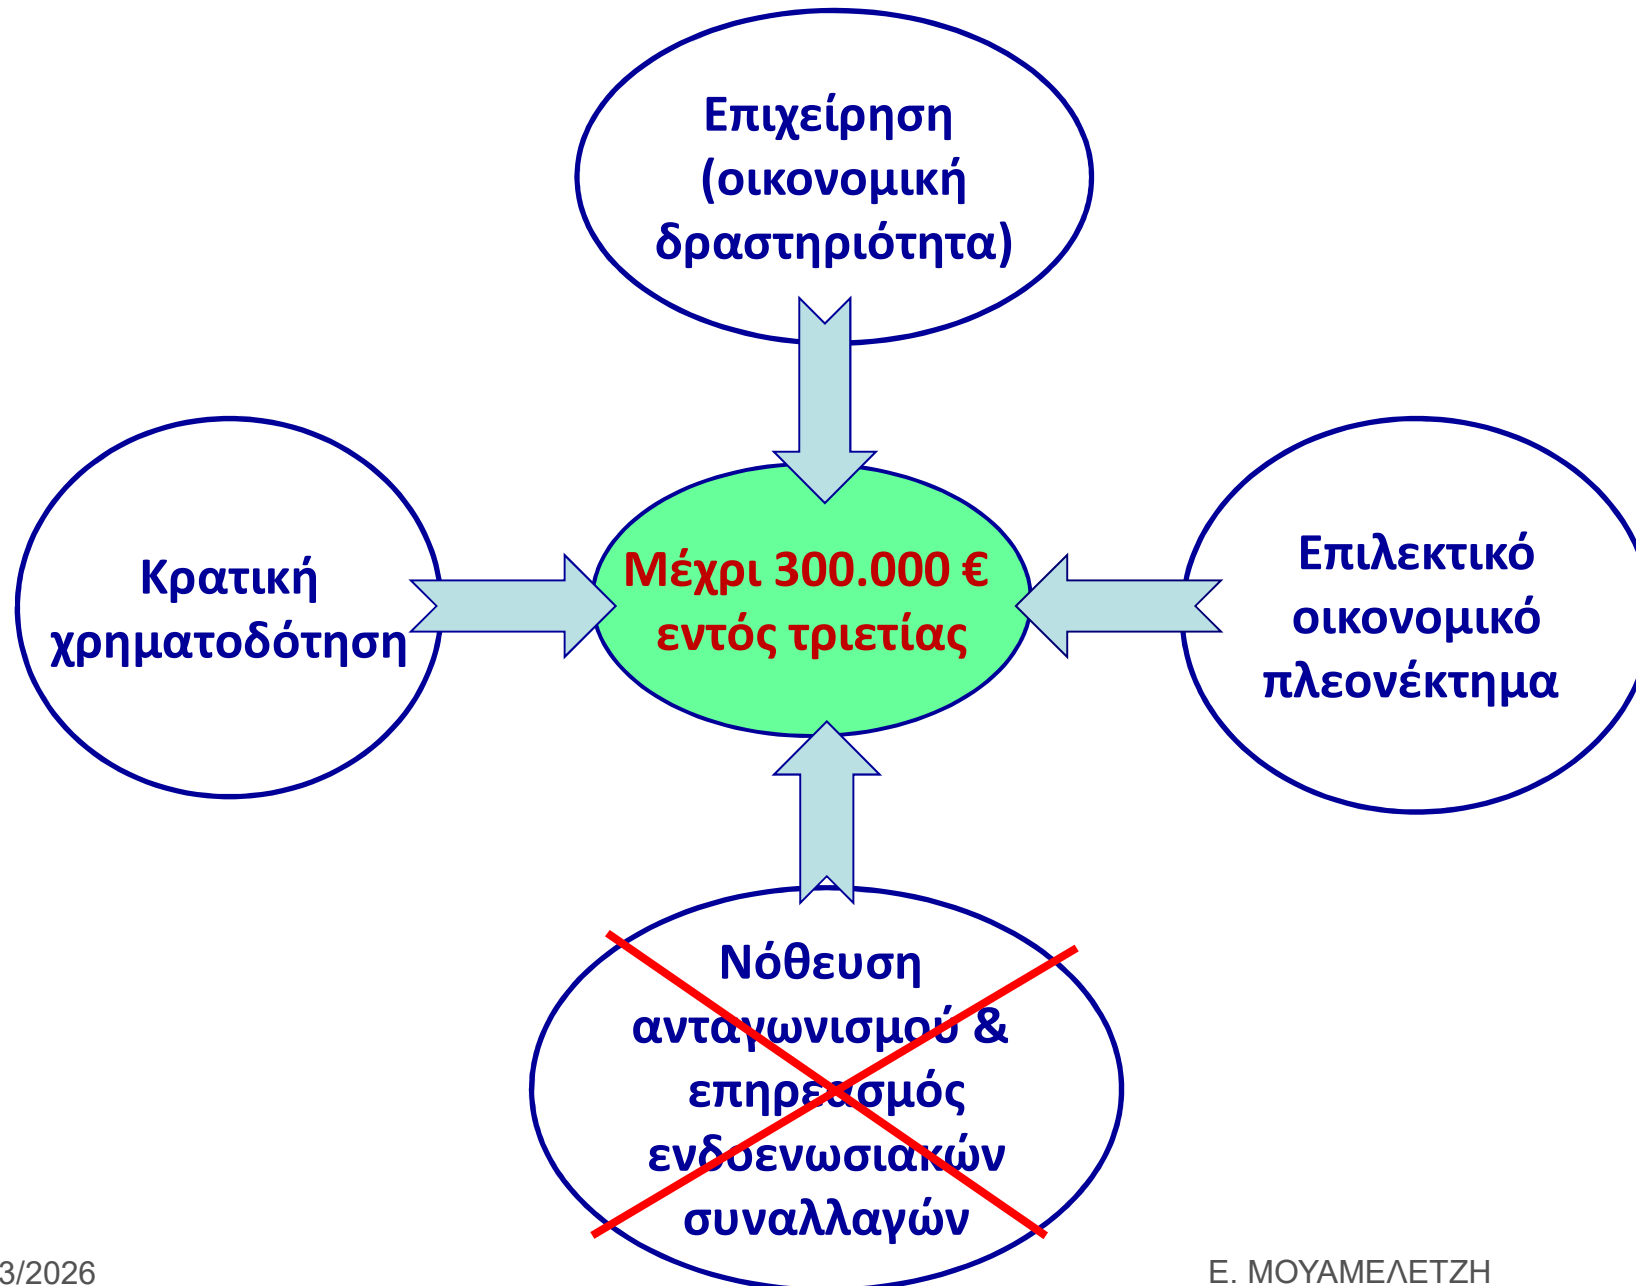 Επιχείρηση
(οικονομική
δραστηριότητα)
Κρατική
χρηματοδότηση
Μέχρι 300.000 €
εντός τριετίας
Επιλεκτικό
οικονομικό
πλεονέκτημα
Νόθευση
ανταγωνισμού &
επηρεασμός
ενδοενωσιακών
συναλλαγών
3/2026
Ε. ΜΟΥΑΜΕΛΕΤΖΗ